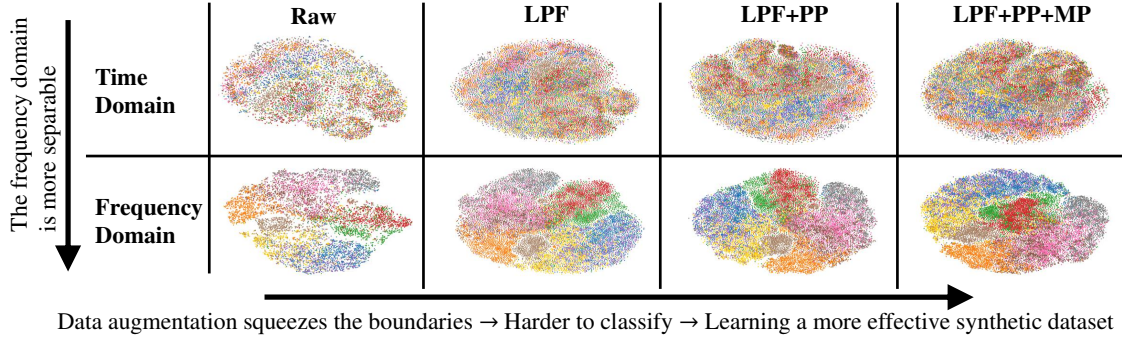 Raw
LPF
LPF+PP
LPF+PP+MP
The frequency domain
is more separable
Time
Domain
Frequency
Domain
Data augmentation squeezes the boundaries → Harder to classify → Learning a more effective synthetic dataset